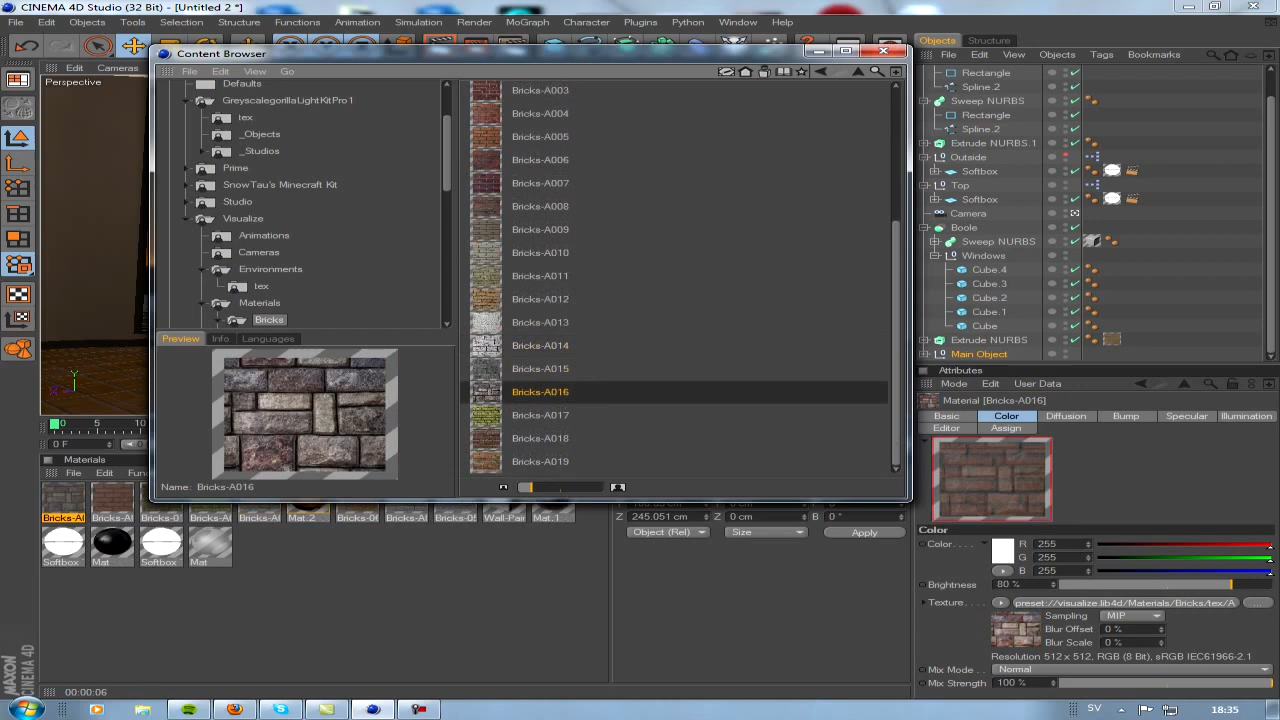 CINEMA 4D Studio (32 Bit) - [Untitled 2 *]
File Edit Objects Tools Selection Structure Functions Animation Simulation Render MoGraph Character Plugins Python Window Help
Content Browser
File Edit View Go
Objects Structure
File Edit View Objects Tags Bookmarks
Edit Cameras
Perspective
Defaults
GreyscalegorillaLightKitPro1
tex
_Objects
_Studios
Prime
SnowTau's Minecraft Kit
Studio
Visualize
Animations
Cameras
Environments
tex
Materials
Bricks
Bricks-A003
Bricks-A004
Bricks-A005
Bricks-A006
Bricks-A007
Bricks-A008
Bricks-A009
Bricks-A010
Bricks-A011
Bricks-A012
Bricks-A013
Bricks-A014
Bricks-A015
Bricks-A016
Bricks-A017
Bricks-A018
Bricks-A019
Preview Info Languages
Name: Bricks-A016
Rectangle
Spline.2
Sweep NURBS
Rectangle
Spline.2
Extrude NURBS.1
Outside
Softbox
Top
Softbox
Camera
Boole
Sweep NURBS
Windows
Cube.4
Cube.3
Cube.2
Cube.1
Cube
Extrude NURBS
Main Object
Attributes
Mode Edit User Data
Material [Bricks-A016]
Basic Color Diffusion Bump Specular Illumination
Editor Assign
Color
Color R 255
G 255
B 255
Brightness 80 %
Texture preset://visualize.lib4d/Materials/Bricks/tex/A
Sampling MIP
Blur Offset 0 %
Blur Scale 0 %
Resolution 512 x 512, RGB (8 Bit), sRGB IEC61966-2.1
Mix Mode Normal
Mix Strength 100 %
0 5 10
0 F
Materials
File Edit
Bricks-A Mat.2 Wall-Pair Mat.1
Softbox Mat Softbox Mat
Z 245.051 cm Z 0 cm B 0 °
Object (Rel) Size Apply
00:00:06
MAXON
CINEMA 4D
SV 18:35